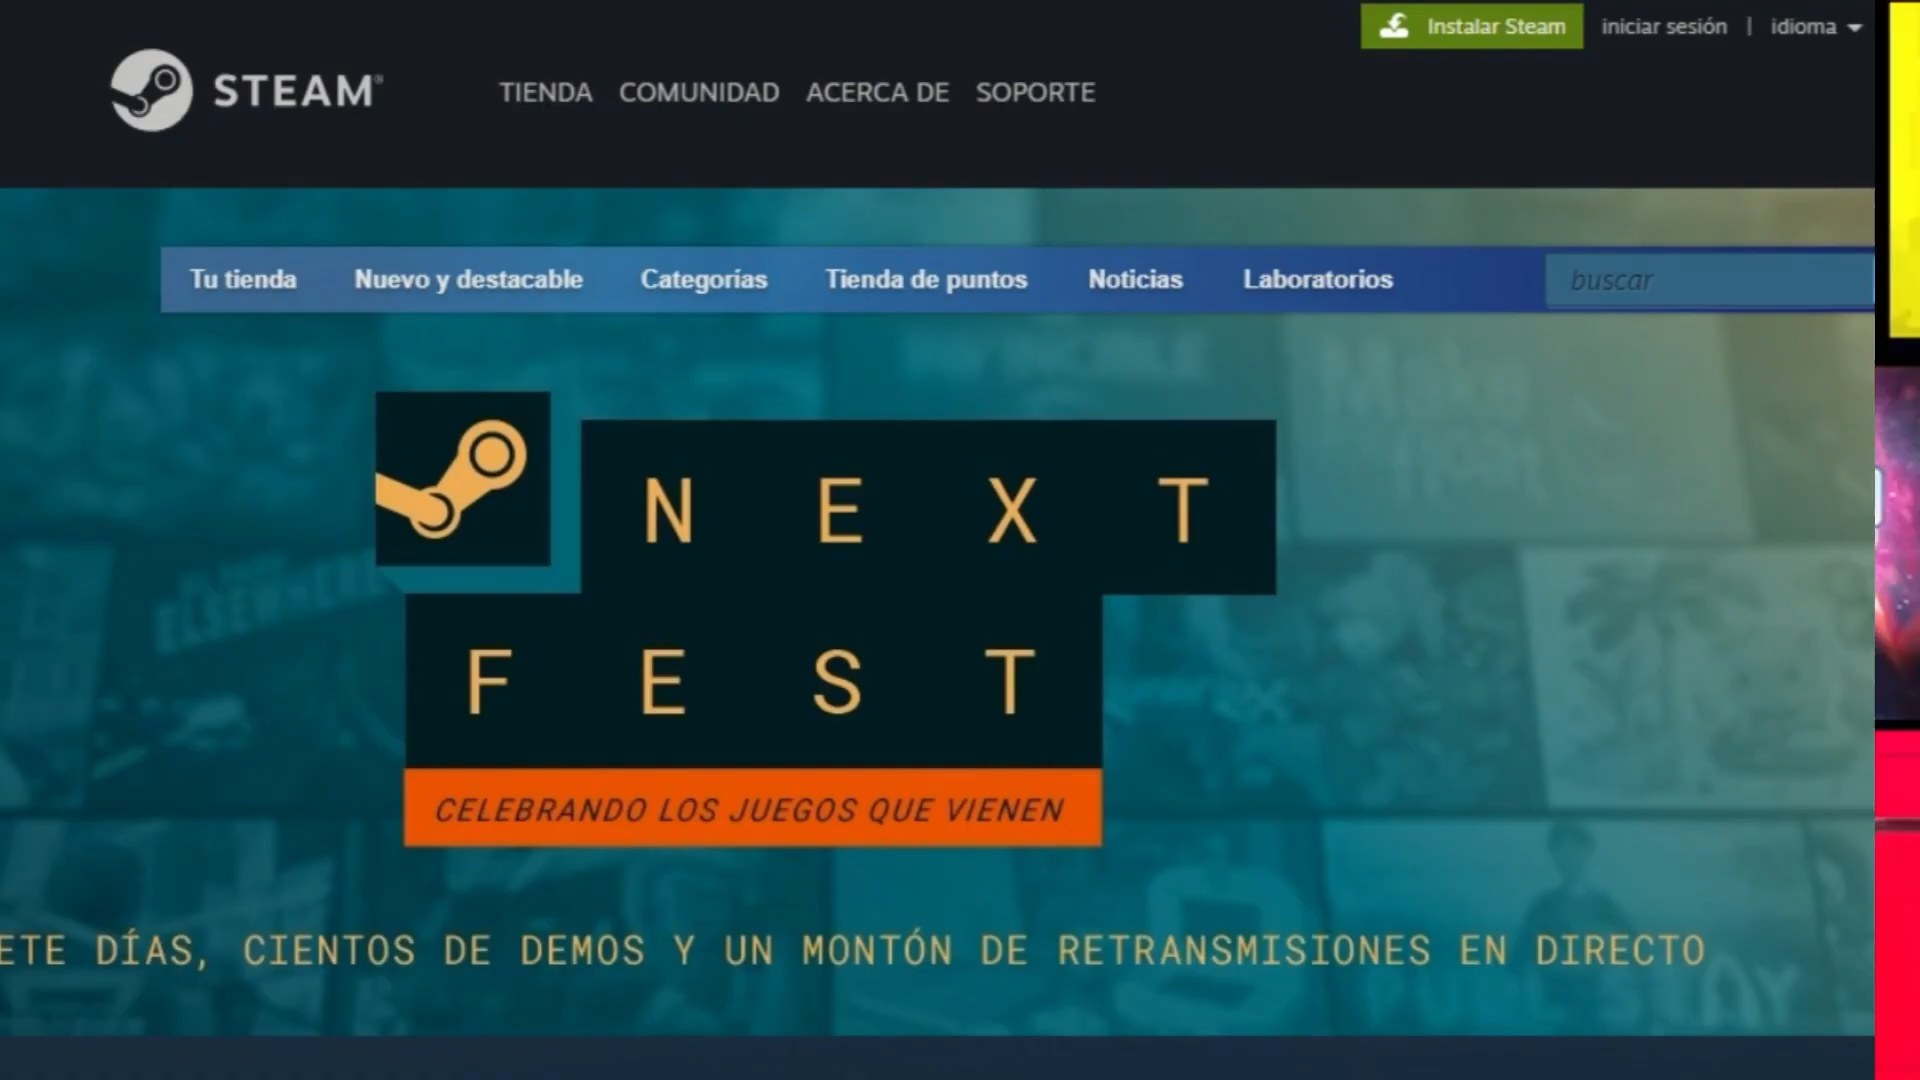 Instalar Steam
iniciar sesión | idioma
STEAM®
TIENDA COMUNIDAD ACERCA DE SOPORTE
Tu tienda Nuevo y destacable Categorías Tienda de puntos Noticias Laboratorios buscar
NEXT
FEST
CELEBRANDO LOS JUEGOS QUE VIENEN
ETE DÍAS, CIENTOS DE DEMOS Y UN MONTÓN DE RETRANSMISIONES EN DIRECTO